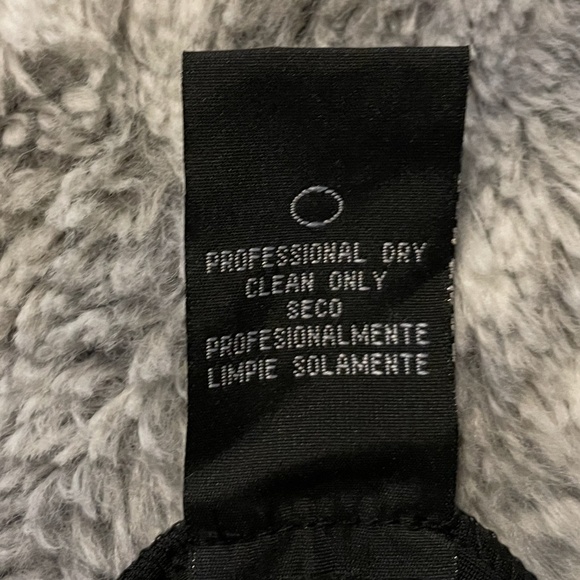 PROFESSIONAL DRY
CLEAN ONLY
SECO
PROFESIONALMENTE
LIMPIE SOLAMENTE